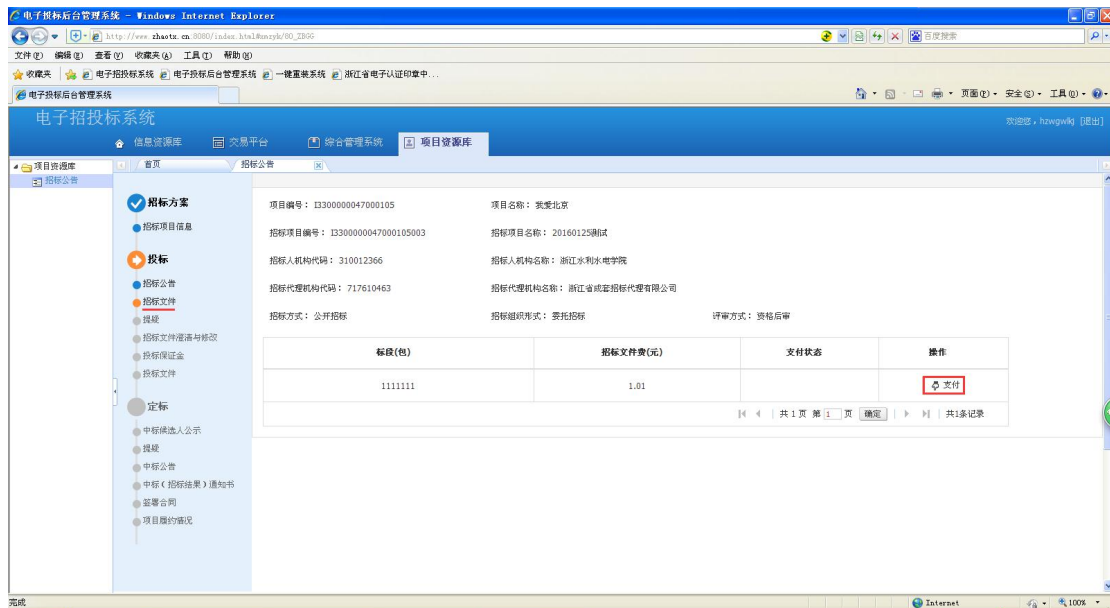 电子投标后台管理系统 - Windows Internet Explorer
http://www.zhaotx.cn:8080/index.html#xmzyk/80_ZBGG
百度搜索
文件(F) 编辑(E) 查看(V) 收藏夹(A) 工具(T) 帮助(H)
收藏夹 电子招投标系统 电子投标后台管理系统 一键重装系统 浙江省电子认证印章中...
电子投标后台管理系统
页面(P) 安全(S) 工具(O)
电子招投标系统
欢迎您，hzwgwlkj [退出]
信息资源库 交易平台 综合管理系统 项目资源库
项目资源库
招标公告
首页 招标公告
招标方案
招标项目信息
投标
招标公告
招标文件
提疑
招标文件澄清与修改
投标保证金
投标文件
定标
中标候选人公示
提疑
中标公告
中标（招标结果）通知书
签署合同
项目履约情况
项目编号： I3300000047000105 项目名称： 我爱北京
招标项目编号： I3300000047000105003 招标项目名称： 20160125测试
招标人机构代码： 310012366 招标人机构名称： 浙江水利水电学院
招标代理机构代码： 717610463 招标代理机构名称： 浙江省成套招标代理有限公司
招标方式： 公开招标 招标组织形式： 委托招标 评审方式： 资格后审
标段(包) 招标文件费(元) 支付状态 操作
1111111 1.01 支付
共 1 页 第 1 页 确定 共1条记录
完成 Internet 100%